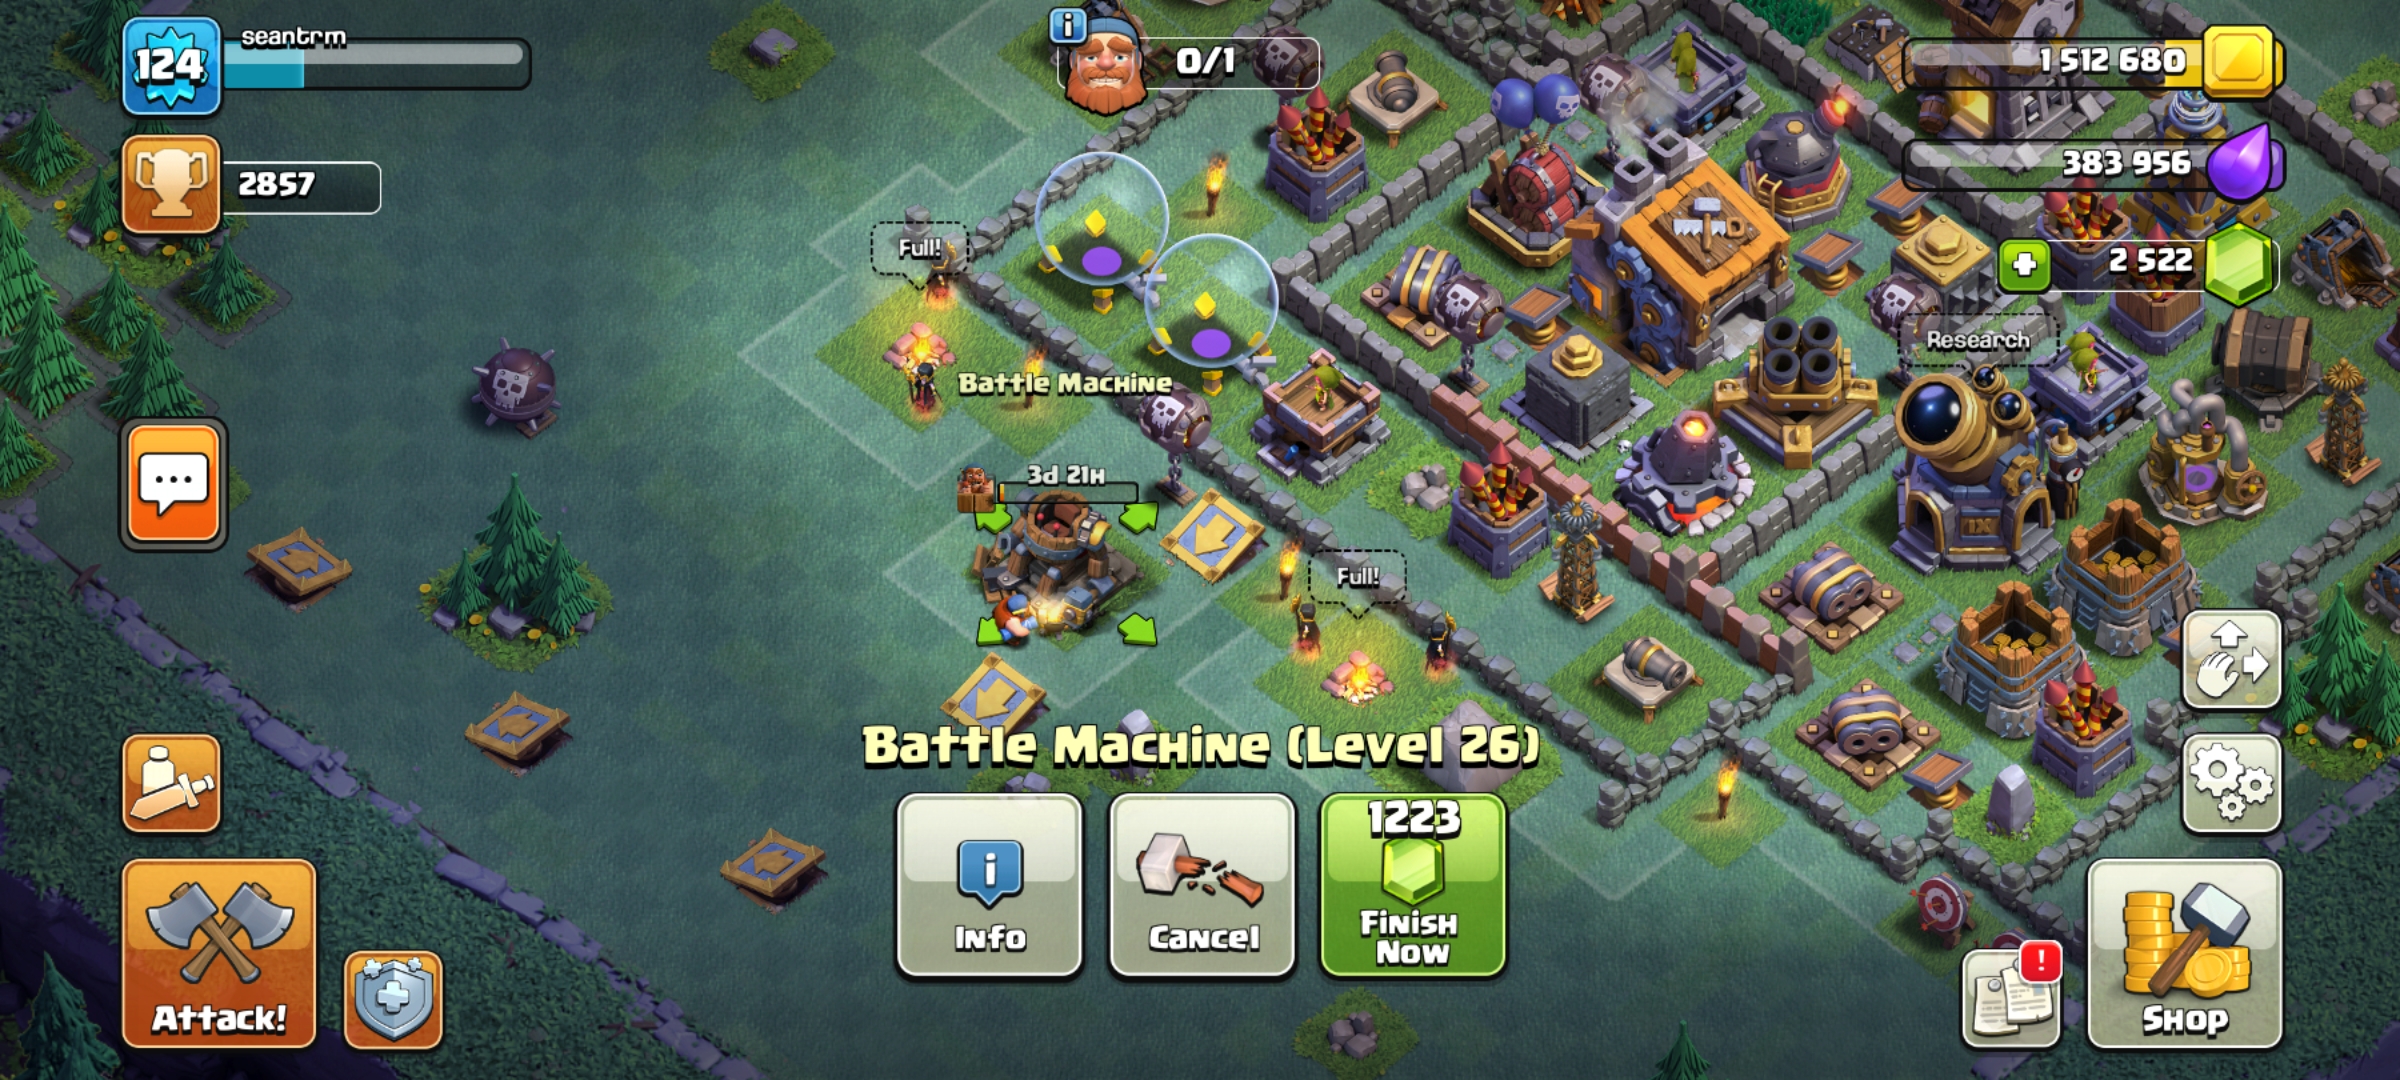 124
seantrm
0/1
1 512 680
2857
383 956
Full!
2 522
Research
Battle Machine
3d 21H
Full!
IX
Battle Machine (Level 26)
1223
Info
Cancel
Finish
Now
!
Attack!
Shop